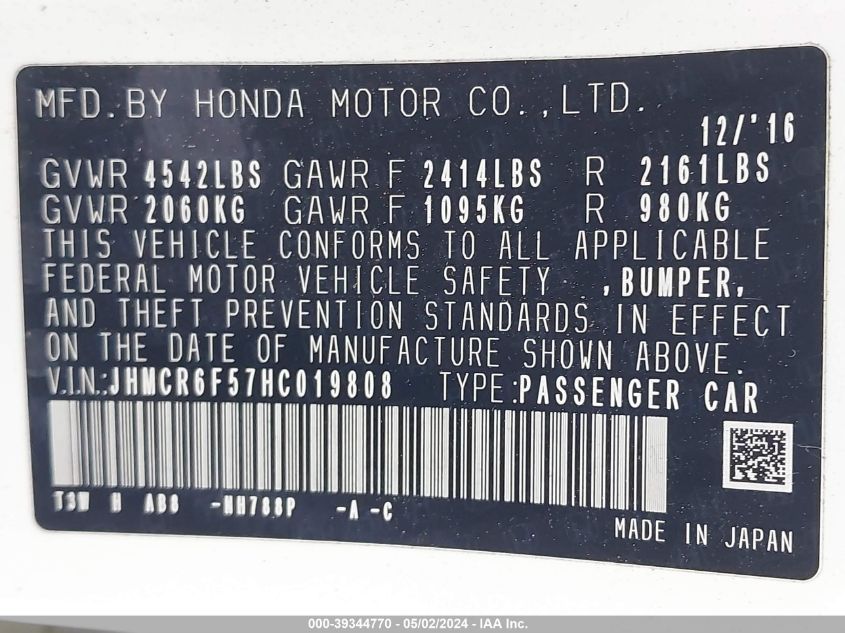 MFD. BY HONDA MOTOR CO.,LTD.
12/'16
GVWR 4542LBS GAWR F 2414LBS R 2161LBS
GVWR 2060KG GAWR F 1095KG R 980KG
THIS VEHICLE CONFORMS TO ALL APPLICABLE
FEDERAL MOTOR VEHICLE SAFETY ,BUMPER,
AND THEFT PREVENTION STANDARDS IN EFFECT
ON THE DATE OF MANUFACTURE SHOWN ABOVE.
V.I.N.:JHMCR6F57HC019808 TYPE:PASSENGER CAR
T3W H AB8 -NH788P -A -C
MADE IN JAPAN
000-39344770 - 05/02/2024 - IAA Inc.